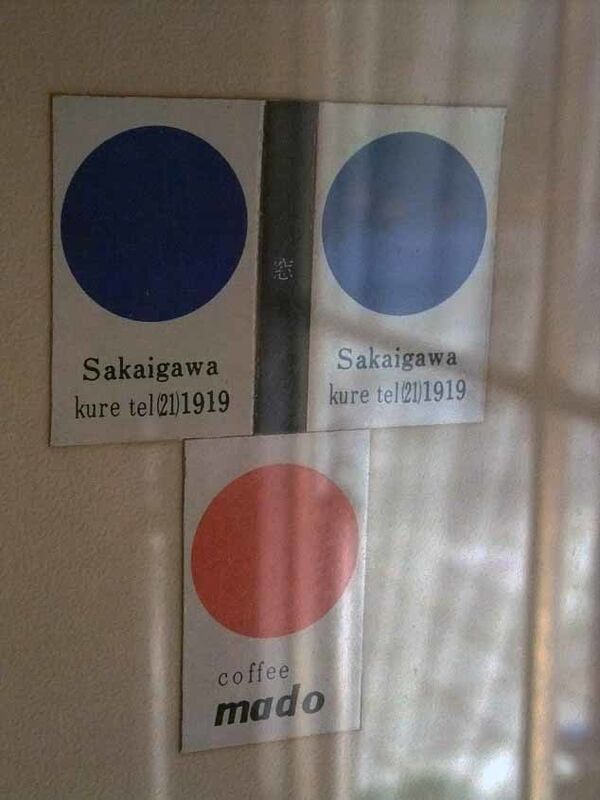 窓
Sakaigawa
kure tel(21)1919
Sakaigawa
kure tel(21)1919
coffee
mado